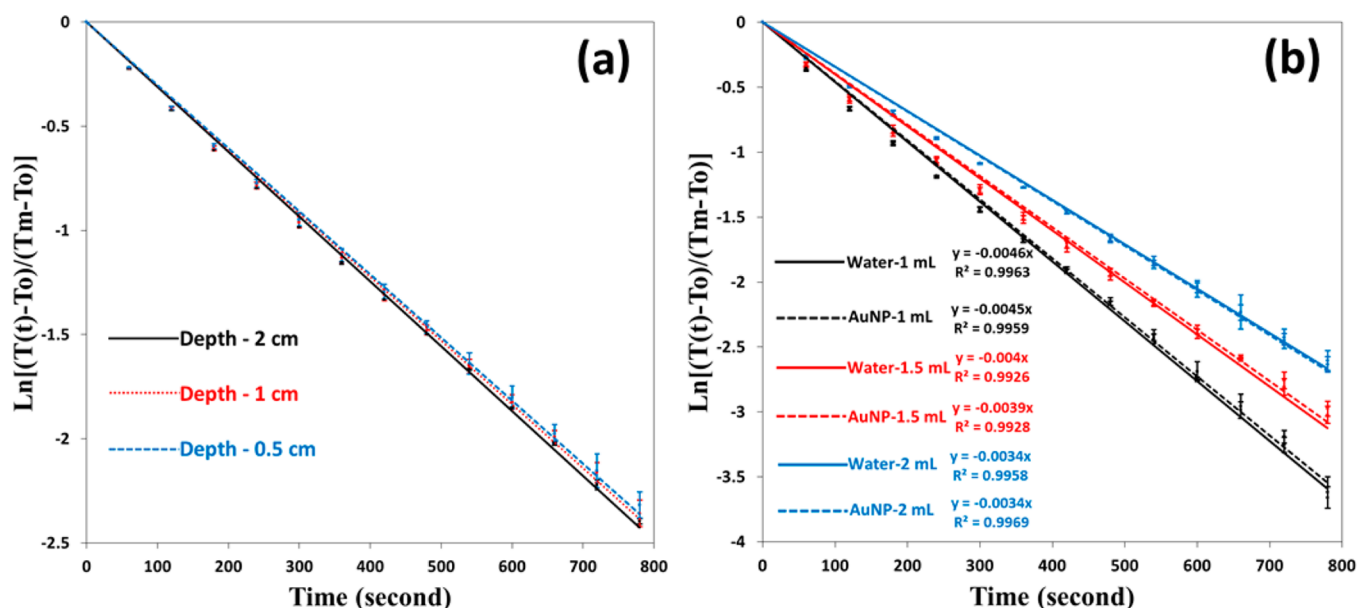 (a)
Ln[(T(t)-To)/(Tm-To)]
0
-0.5
-1
-1.5
-2
-2.5
Depth - 2 cm
Depth - 1 cm
Depth - 0.5 cm
0 100 200 300 400 500 600 700 800
Time (second)
(b)
Ln[(T(t)-To)/(Tm-To)]
0
-0.5
-1
-1.5
-2
-2.5
-3
-3.5
-4
Water-1 mL y = -0.0046x
R² = 0.9963
AuNP-1 mL y = -0.0045x
R² = 0.9959
Water-1.5 mL y = -0.004x
R² = 0.9926
AuNP-1.5 mL y = -0.0039x
R² = 0.9928
Water-2 mL y = -0.0034x
R² = 0.9958
AuNP-2 mL y = -0.0034x
R² = 0.9969
0 100 200 300 400 500 600 700 800
Time (second)